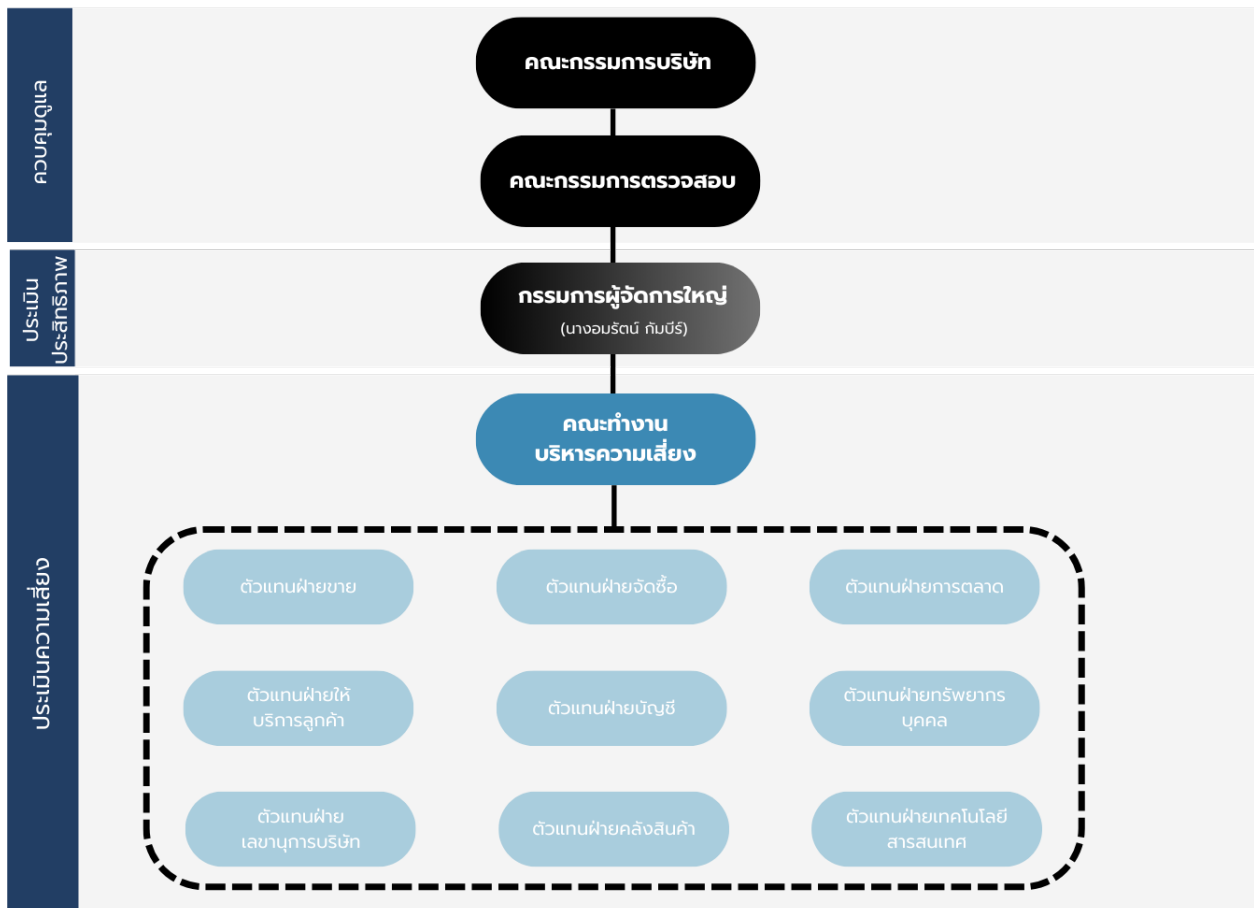 ควบคุมดูแล
คณะกรรมการบริษัท
คณะกรรมการตรวจสอบ
ประเมิน
ประสิทธิภาพ
กรรมการผู้จัดการใหญ่
(นางอมรัตน์ กัมบีร์)
ประเมินความเสี่ยง
คณะทำงาน
บริหารความเสี่ยง
ตัวแทนฝ่ายขาย
ตัวแทนฝ่ายจัดซื้อ
ตัวแทนฝ่ายการตลาด
ตัวแทนฝ่ายให้
บริการลูกค้า
ตัวแทนฝ่ายบัญชี
ตัวแทนฝ่ายทรัพยากร
บุคคล
ตัวแทนฝ่าย
เลขานุการบริษัท
ตัวแทนฝ่ายคลังสินค้า
ตัวแทนฝ่ายเทคโนโลยี
สารสนเทศ